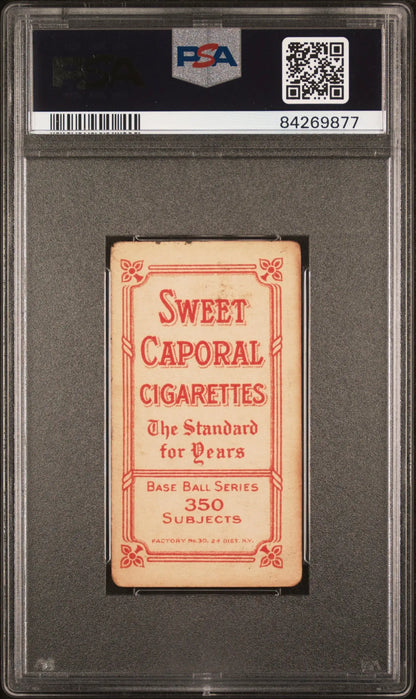 PSA
84269877
SWEET
CAPORAL
CIGARETTES
The Standard
for Years
BASE BALL SERIES
350
SUBJECTS
FACTORY No. 30, 2d DIST. N.Y.